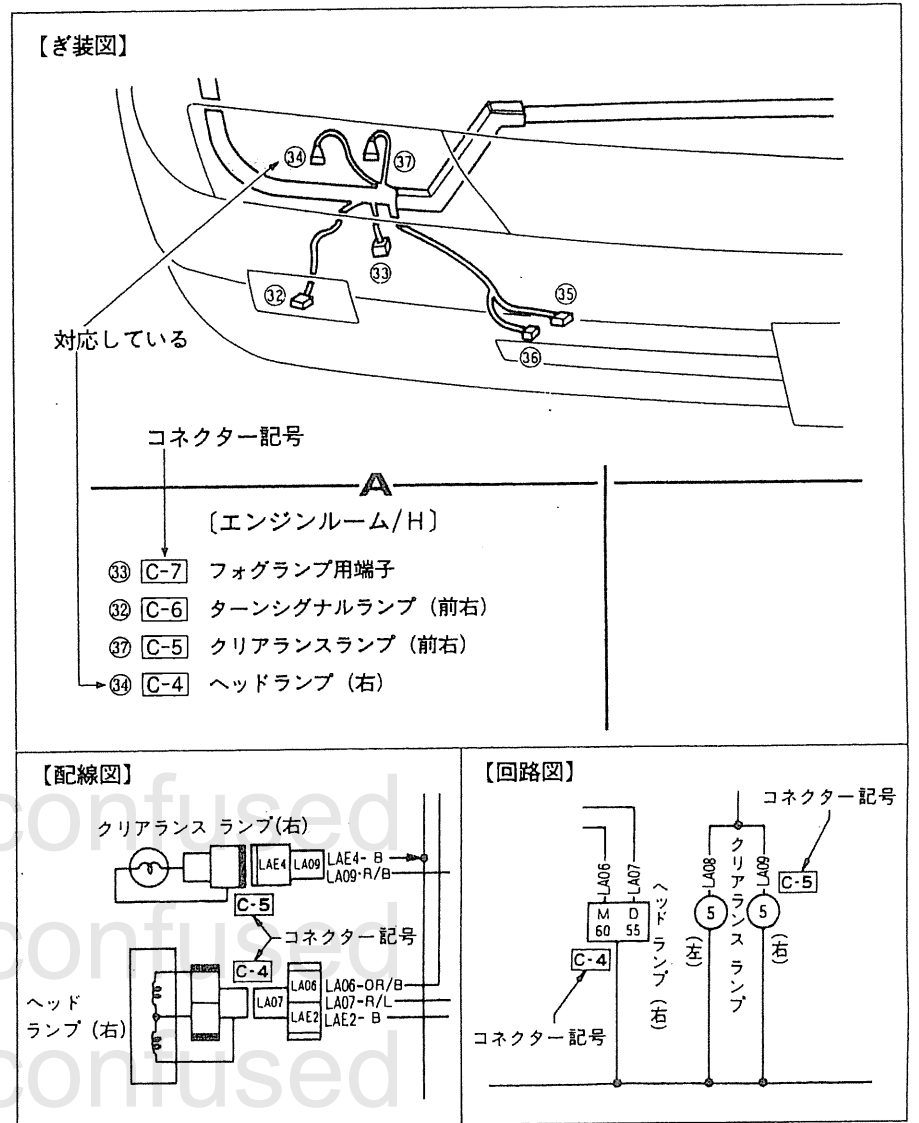 【ぎ装図】
㉞
㊲
㉝
㉜
㉟
㊱
対応している
コネクター記号
A
〔エンジンルーム/H〕
㉝ C-7 フォグランプ用端子
㉜ C-6 ターンシグナルランプ (前右)
㊲ C-5 クリアランスランプ (前右)
㉞ C-4 ヘッドランプ (右)
【配線図】
クリアランス ランプ(右)
LAE4 LA09 LAE4- B
LA09-R/B
C-5
コネクター記号
C-4
LA06 LA06-OR/B
LA07 LA07-R/L
LAE2 LAE2- B
ヘッド
ランプ (右)
【回路図】
コネクター記号
LA06
LA07
M D
60 55
ヘッド ランプ (右)
C-4
コネクター記号
LA08
LA09
クリアランス ランプ
C-5
5
5
(左)
(右)
confused
confused
confused